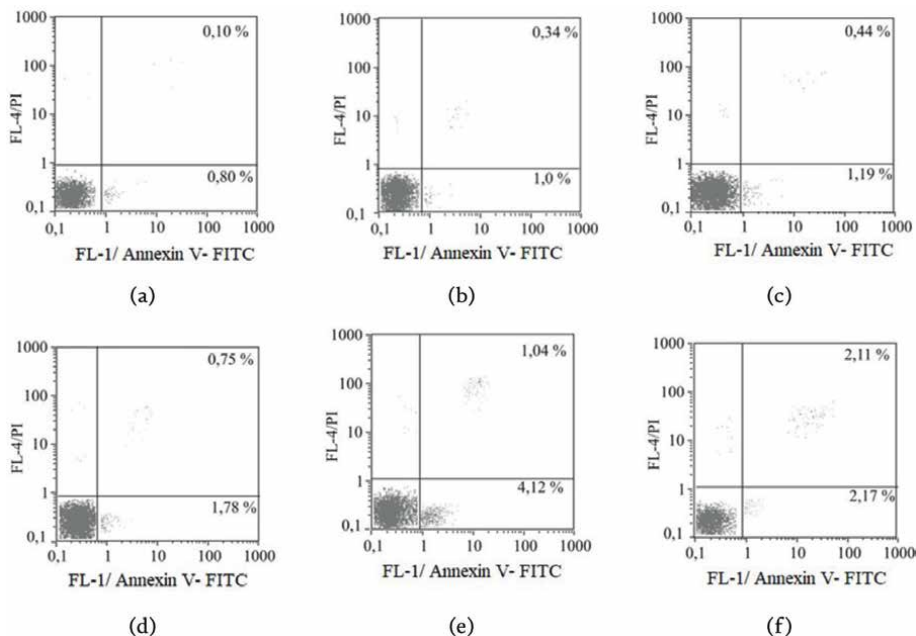 1000
0,10 %
100
FL-4/PI
10
1
0,80 %
0,1
0,1 1 10 100 1000
FL-1/ Annexin V- FITC
(a)
1000
0,34 %
100
FL-4/PI
10
1
1,0 %
0,1
0,1 1 10 100 1000
FL-1/ Annexin V- FITC
(b)
1000
0,44 %
100
FL-4/PI
10
1
1,19 %
0,1
0,1 1 10 100 1000
FL-1/ Annexin V- FITC
(c)
1000
0,75 %
100
FL-4/PI
10
1
1,78 %
0,1
0,1 1 10 100 1000
FL-1/ Annexin V- FITC
(d)
1000
1,04 %
100
FL-4/PI
10
1
4,12 %
0,1
0,1 1 10 100 1000
FL-1/ Annexin V- FITC
(e)
1000
2,11 %
100
FL-4/PI
10
1
2,17 %
0,1
0,1 1 10 100 1000
FL-1/ Annexin V- FITC
(f)